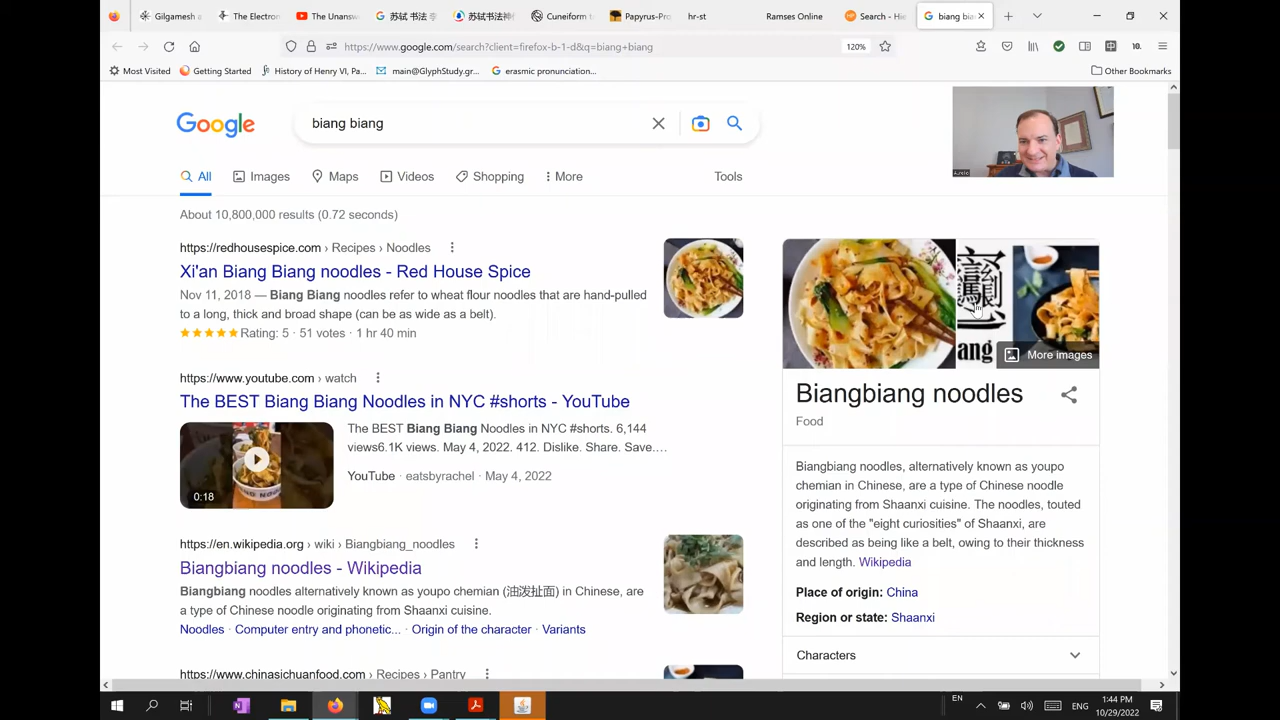 Gilgamesh a
The Electron
The Unansw
苏轼 书法
苏轼书法神
Cuneiform t
Papyrus-Pro
hr-st
Ramses Online
Search - Hie
biang bia
https://www.google.com/search?client=firefox-b-1-d&q=biang+biang
120%
Most Visited
Getting Started
History of Henry VI, Pa...
main@GlyphStudy.gr...
erasmic pronunciation...
Other Bookmarks
Google
biang biang
All
Images
Maps
Videos
Shopping
More
Tools
About 10,800,000 results (0.72 seconds)
https://redhousespice.com › Recipes › Noodles
Xi'an Biang Biang noodles - Red House Spice
Nov 11, 2018 — Biang Biang noodles refer to wheat flour noodles that are hand-pulled
to a long, thick and broad shape (can be as wide as a belt).
Rating: 5 · 51 votes · 1 hr 40 min
https://www.youtube.com › watch
The BEST Biang Biang Noodles in NYC #shorts - YouTube
0:18
The BEST Biang Biang Noodles in NYC #shorts. 6,144
views6.1K views. May 4, 2022. 412. Dislike. Share. Save....
YouTube · eatsbyrachel · May 4, 2022
https://en.wikipedia.org › wiki › Biangbiang_noodles
Biangbiang noodles - Wikipedia
Biangbiang noodles alternatively known as youpo chemian (油泼扯面) in Chinese, are
a type of Chinese noodle originating from Shaanxi cuisine.
Noodles · Computer entry and phonetic... · Origin of the character · Variants
https://www.chinasichuanfood.com › Recipes › Pantry
ang
More images
Biangbiang noodles
Food
Biangbiang noodles, alternatively known as youpo
chemian in Chinese, are a type of Chinese noodle
originating from Shaanxi cuisine. The noodles, touted
as one of the "eight curiosities" of Shaanxi, are
described as being like a belt, owing to their thickness
and length. Wikipedia
Place of origin: China
Region or state: Shaanxi
Characters
EN
ENG
1:44 PM
10/29/2022